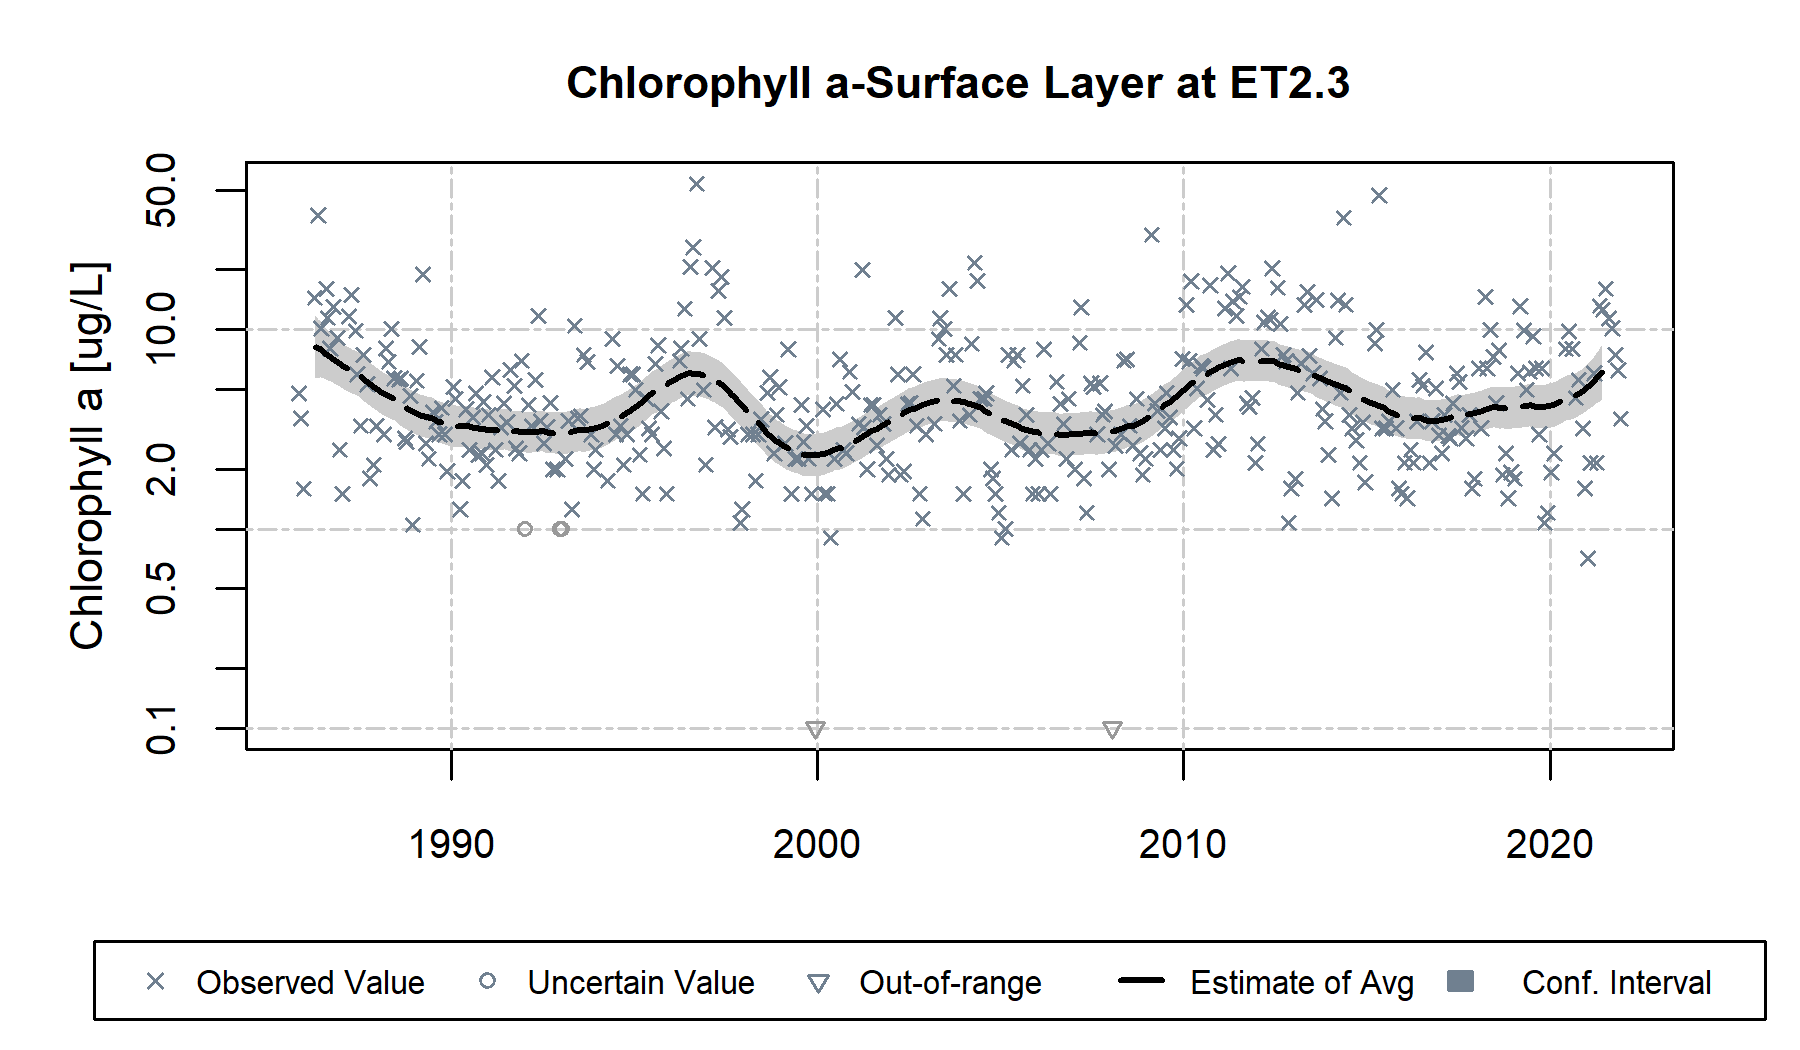 Chlorophyll a-Surface Layer at ET2.3
Chlorophyll a [ug/L]
50.0
10.0
2.0
0.5
0.1
1990 2000 2010 2020
Observed Value Uncertain Value Out-of-range Estimate of Avg Conf. Interval